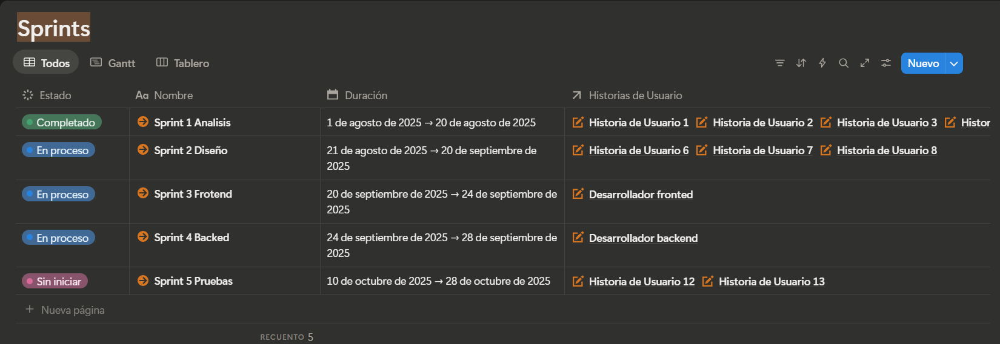 Sprints
Todos Gantt Tablero Nuevo
Estado Aa Nombre Duración Historias de Usuario
Completado Sprint 1 Analisis 1 de agosto de 2025 → 20 de agosto de 2025 Historia de Usuario 1 Historia de Usuario 2 Historia de Usuario 3 Histor
En proceso Sprint 2 Diseño 21 de agosto de 2025 → 20 de septiembre de Historia de Usuario 6 Historia de Usuario 7 Historia de Usuario 8
2025
En proceso Sprint 3 Frotend 20 de septiembre de 2025 → 24 de septiembre de Desarrollador fronted
2025
En proceso Sprint 4 Backed 24 de septiembre de 2025 → 28 de septiembre de Desarrollador backend
2025
Sin iniciar Sprint 5 Pruebas 10 de octubre de 2025 → 28 de octubre de 2025 Historia de Usuario 12 Historia de Usuario 13
+ Nueva página
RECUENTO 5